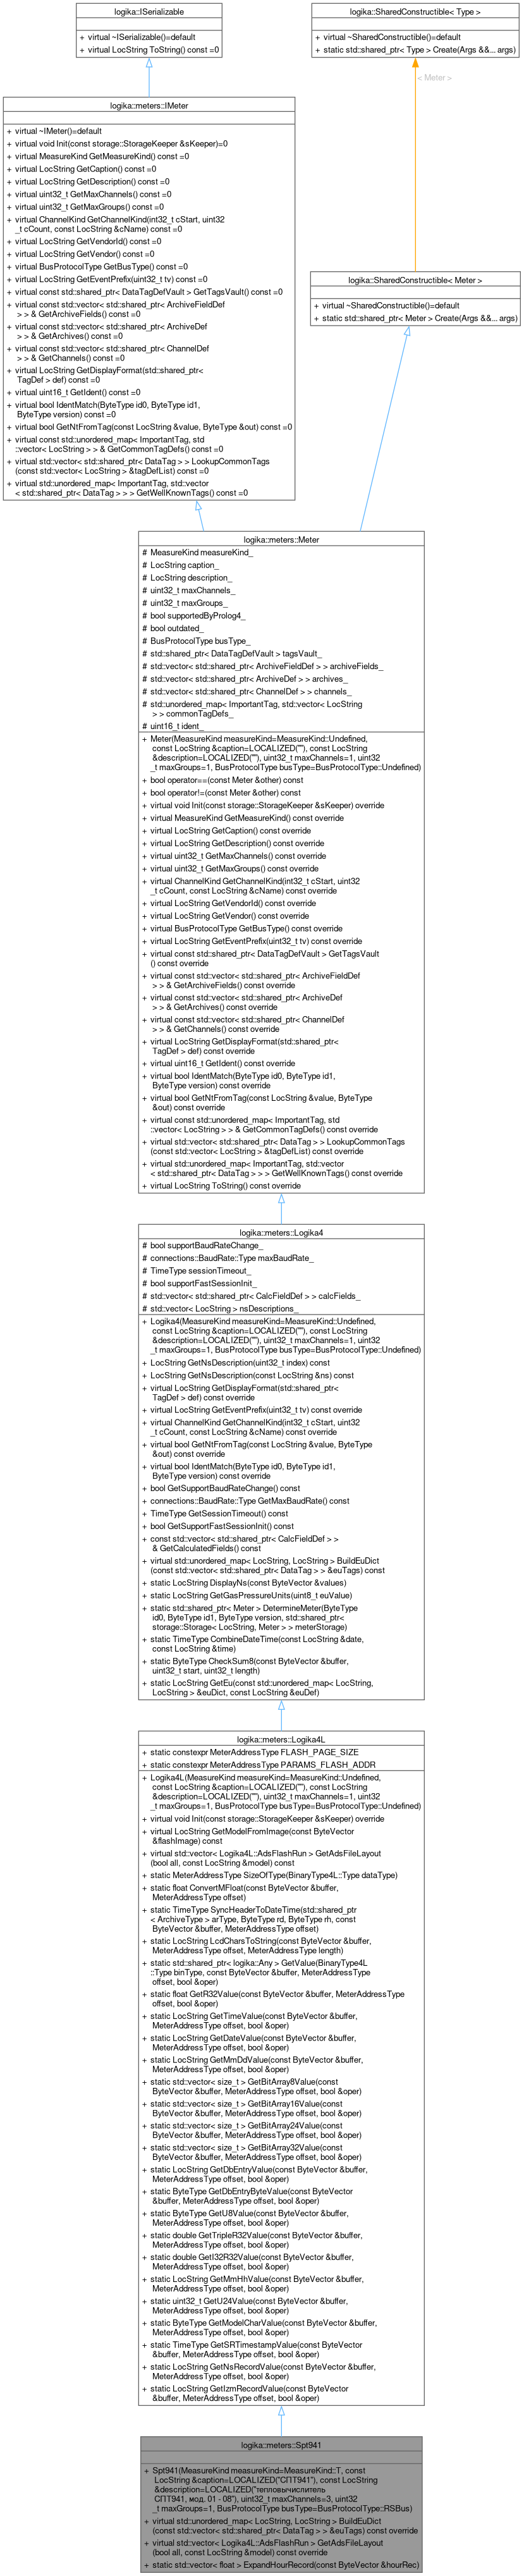 logika::ISerializable
+ virtual ~ISerializable()=default
+ virtual LocString ToString() const =0
logika::SharedConstructible< Type >
+ virtual ~SharedConstructible()=default
+ static std::shared_ptr< Type > Create(Args &&... args)
< Meter >
logika::meters::IMeter
+ virtual ~IMeter()=default
+ virtual void Init(const storage::StorageKeeper &sKeeper)=0
+ virtual MeasureKind GetMeasureKind() const =0
+ virtual LocString GetCaption() const =0
+ virtual LocString GetDescription() const =0
+ virtual uint32_t GetMaxChannels() const =0
+ virtual uint32_t GetMaxGroups() const =0
+ virtual ChannelKind GetChannelKind(int32_t cStart, uint32
_t cCount, const LocString &cName) const =0
+ virtual LocString GetVendorId() const =0
+ virtual LocString GetVendor() const =0
+ virtual BusProtocolType GetBusType() const =0
+ virtual LocString GetEventPrefix(uint32_t tv) const =0
+ virtual const std::shared_ptr< DataTagDefVault > GetTagsVault() const =0
+ virtual const std::vector< std::shared_ptr< ArchiveFieldDef
> > & GetArchiveFields() const =0
+ virtual const std::vector< std::shared_ptr< ArchiveDef
> > & GetArchives() const =0
+ virtual const std::vector< std::shared_ptr< ChannelDef
> > & GetChannels() const =0
+ virtual LocString GetDisplayFormat(std::shared_ptr<
TagDef > def) const =0
+ virtual uint16_t GetIdent() const =0
+ virtual bool IdentMatch(ByteType id0, ByteType id1,
ByteType version) const =0
+ virtual bool GetNtFromTag(const LocString &value, ByteType &out) const =0
+ virtual const std::unordered_map< ImportantTag, std
::vector< LocString > > & GetCommonTagDefs() const =0
+ virtual std::vector< std::shared_ptr< DataTag > > LookupCommonTags
(const std::vector< LocString > &tagDefList) const =0
+ virtual std::unordered_map< ImportantTag, std::vector
< std::shared_ptr< DataTag > > > GetWellKnownTags() const =0
logika::SharedConstructible< Meter >
+ virtual ~SharedConstructible()=default
+ static std::shared_ptr< Meter > Create(Args &&... args)
logika::meters::Meter
# MeasureKind measureKind_
# LocString caption_
# LocString description_
# uint32_t maxChannels_
# uint32_t maxGroups_
# bool supportedByProlog4_
# bool outdated_
# BusProtocolType busType_
# std::shared_ptr< DataTagDefVault > tagsVault_
# std::vector< std::shared_ptr< ArchiveFieldDef > > archiveFields_
# std::vector< std::shared_ptr< ArchiveDef > > archives_
# std::vector< std::shared_ptr< ChannelDef > > channels_
# std::unordered_map< ImportantTag, std::vector< LocString
> > commonTagDefs_
# uint16_t ident_
+ Meter(MeasureKind measureKind=MeasureKind::Undefined,
const LocString &caption=LOCALIZED(""), const LocString
&description=LOCALIZED(""), uint32_t maxChannels=1, uint32
_t maxGroups=1, BusProtocolType busType=BusProtocolType::Undefined)
+ bool operator==(const Meter &other) const
+ bool operator!=(const Meter &other) const
+ virtual void Init(const storage::StorageKeeper &sKeeper) override
+ virtual MeasureKind GetMeasureKind() const override
+ virtual LocString GetCaption() const override
+ virtual LocString GetDescription() const override
+ virtual uint32_t GetMaxChannels() const override
+ virtual uint32_t GetMaxGroups() const override
+ virtual ChannelKind GetChannelKind(int32_t cStart, uint32
_t cCount, const LocString &cName) const override
+ virtual LocString GetVendorId() const override
+ virtual LocString GetVendor() const override
+ virtual BusProtocolType GetBusType() const override
+ virtual LocString GetEventPrefix(uint32_t tv) const override
+ virtual const std::shared_ptr< DataTagDefVault > GetTagsVault
() const override
+ virtual const std::vector< std::shared_ptr< ArchiveFieldDef
> > & GetArchiveFields() const override
+ virtual const std::vector< std::shared_ptr< ArchiveDef
> > & GetArchives() const override
+ virtual const std::vector< std::shared_ptr< ChannelDef
> > & GetChannels() const override
+ virtual LocString GetDisplayFormat(std::shared_ptr<
TagDef > def) const override
+ virtual uint16_t GetIdent() const override
+ virtual bool IdentMatch(ByteType id0, ByteType id1,
ByteType version) const override
+ virtual bool GetNtFromTag(const LocString &value, ByteType
&out) const override
+ virtual const std::unordered_map< ImportantTag, std
::vector< LocString > > & GetCommonTagDefs() const override
+ virtual std::vector< std::shared_ptr< DataTag > > LookupCommonTags
(const std::vector< LocString > &tagDefList) const override
+ virtual std::unordered_map< ImportantTag, std::vector
< std::shared_ptr< DataTag > > > GetWellKnownTags() const override
+ virtual LocString ToString() const override
logika::meters::Logika4
# bool supportBaudRateChange_
# connections::BaudRate::Type maxBaudRate_
# TimeType sessionTimeout_
# bool supportFastSessionInit_
# std::vector< std::shared_ptr< CalcFieldDef > > calcFields_
# std::vector< LocString > nsDescriptions_
+ Logika4(MeasureKind measureKind=MeasureKind::Undefined,
const LocString &caption=LOCALIZED(""), const LocString
&description=LOCALIZED(""), uint32_t maxChannels=1, uint32
_t maxGroups=1, BusProtocolType busType=BusProtocolType::Undefined)
+ LocString GetNsDescription(uint32_t index) const
+ LocString GetNsDescription(const LocString &ns) const
+ virtual LocString GetDisplayFormat(std::shared_ptr<
TagDef > def) const override
+ virtual LocString GetEventPrefix(uint32_t tv) const override
+ virtual ChannelKind GetChannelKind(int32_t cStart, uint32
_t cCount, const LocString &cName) const override
+ virtual bool GetNtFromTag(const LocString &value, ByteType
&out) const override
+ virtual bool IdentMatch(ByteType id0, ByteType id1,
ByteType version) const override
+ bool GetSupportBaudRateChange() const
+ connections::BaudRate::Type GetMaxBaudRate() const
+ TimeType GetSessionTimeout() const
+ bool GetSupportFastSessionInit() const
+ const std::vector< std::shared_ptr< CalcFieldDef > >
& GetCalculatedFields() const
+ virtual std::unordered_map< LocString, LocString > BuildEuDict
(const std::vector< std::shared_ptr< DataTag > > &euTags) const
+ static LocString DisplayNs(const ByteVector &values)
+ static LocString GetGasPressureUnits(uint8_t euValue)
+ static std::shared_ptr< Meter > DetermineMeter(ByteType
id0, ByteType id1, ByteType version, std::shared_ptr<
storage::Storage< LocString, Meter > > meterStorage)
+ static TimeType CombineDateTime(const LocString &date,
const LocString &time)
+ static ByteType CheckSum8(const ByteVector &buffer,
uint32_t start, uint32_t length)
+ static LocString GetEu(const std::unordered_map< LocString,
LocString > &euDict, const LocString &euDef)
logika::meters::Logika4L
+ static constexpr MeterAddressType FLASH_PAGE_SIZE
+ static constexpr MeterAddressType PARAMS_FLASH_ADDR
+ Logika4L(MeasureKind measureKind=MeasureKind::Undefined,
const LocString &caption=LOCALIZED(""), const LocString
&description=LOCALIZED(""), uint32_t maxChannels=1, uint32
_t maxGroups=1, BusProtocolType busType=BusProtocolType::Undefined)
+ virtual void Init(const storage::StorageKeeper &sKeeper) override
+ virtual LocString GetModelFromImage(const ByteVector
&flashImage) const
+ virtual std::vector< Logika4L::AdsFlashRun > GetAdsFileLayout
(bool all, const LocString &model) const
+ static MeterAddressType SizeOfType(BinaryType4L::Type dataType)
+ static float ConvertMFloat(const ByteVector &buffer,
MeterAddressType offset)
+ static TimeType SyncHeaderToDateTime(std::shared_ptr
< ArchiveType > arType, ByteType rd, ByteType rh, const
ByteVector &buffer, MeterAddressType offset)
+ static LocString LcdCharsToString(const ByteVector &buffer,
MeterAddressType offset, MeterAddressType length)
+ static std::shared_ptr< logika::Any > GetValue(BinaryType4L
::Type binType, const ByteVector &buffer, MeterAddressType
offset, bool &oper)
+ static float GetR32Value(const ByteVector &buffer, MeterAddressType
offset, bool &oper)
+ static LocString GetTimeValue(const ByteVector &buffer,
MeterAddressType offset, bool &oper)
+ static LocString GetDateValue(const ByteVector &buffer,
MeterAddressType offset, bool &oper)
+ static LocString GetMmDdValue(const ByteVector &buffer,
MeterAddressType offset, bool &oper)
+ static std::vector< size_t > GetBitArray8Value(const
ByteVector &buffer, MeterAddressType offset, bool &oper)
+ static std::vector< size_t > GetBitArray16Value(const
ByteVector &buffer, MeterAddressType offset, bool &oper)
+ static std::vector< size_t > GetBitArray24Value(const
ByteVector &buffer, MeterAddressType offset, bool &oper)
+ static std::vector< size_t > GetBitArray32Value(const
ByteVector &buffer, MeterAddressType offset, bool &oper)
+ static LocString GetDbEntryValue(const ByteVector &buffer,
MeterAddressType offset, bool &oper)
+ static ByteType GetDbEntryByteValue(const ByteVector
&buffer, MeterAddressType offset, bool &oper)
+ static ByteType GetU8Value(const ByteVector &buffer,
MeterAddressType offset, bool &oper)
+ static double GetTripleR32Value(const ByteVector &buffer,
MeterAddressType offset, bool &oper)
+ static double GetI32R32Value(const ByteVector &buffer,
MeterAddressType offset, bool &oper)
+ static LocString GetMmHhValue(const ByteVector &buffer,
MeterAddressType offset, bool &oper)
+ static uint32_t GetU24Value(const ByteVector &buffer,
MeterAddressType offset, bool &oper)
+ static ByteType GetModelCharValue(const ByteVector &buffer,
MeterAddressType offset, bool &oper)
+ static TimeType GetSRTimestampValue(const ByteVector
&buffer, MeterAddressType offset, bool &oper)
+ static LocString GetNsRecordValue(const ByteVector &buffer,
MeterAddressType offset, bool &oper)
+ static LocString GetIzmRecordValue(const ByteVector
&buffer, MeterAddressType offset, bool &oper)
logika::meters::Spt941
+ Spt941(MeasureKind measureKind=MeasureKind::T, const
LocString &caption=LOCALIZED("СПТ941"), const LocString
&description=LOCALIZED("тепловычислитель
СПТ941, мод. 01 - 08"), uint32_t maxChannels=3, uint32
_t maxGroups=1, BusProtocolType busType=BusProtocolType::RSBus)
+ virtual std::unordered_map< LocString, LocString > BuildEuDict
(const std::vector< std::shared_ptr< DataTag > > &euTags) const override
+ virtual std::vector< Logika4L::AdsFlashRun > GetAdsFileLayout
(bool all, const LocString &model) const override
+ static std::vector< float > ExpandHourRecord(const ByteVector &hourRec)